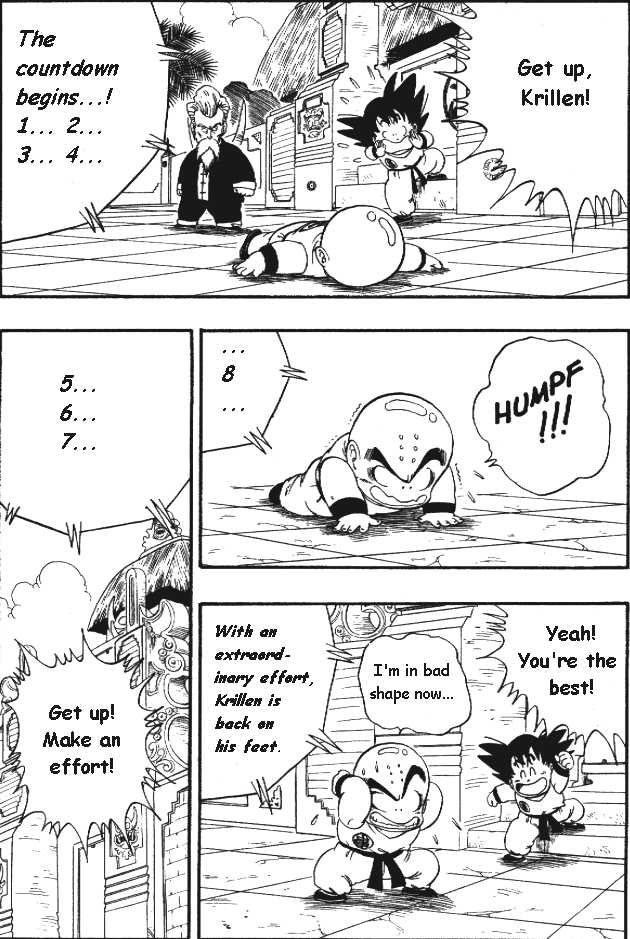 The
countdown
begins...!
1... 2...
3... 4...
Get up,
Krillen!
5...
6...
7...
...
8
...
HUMPF
!!!
Get up!
Make an
effort!
With an
extraord-
inary effort,
Krillen is
back on
his feet.
I'm in bad
shape now...
Yeah!
You're the
best!